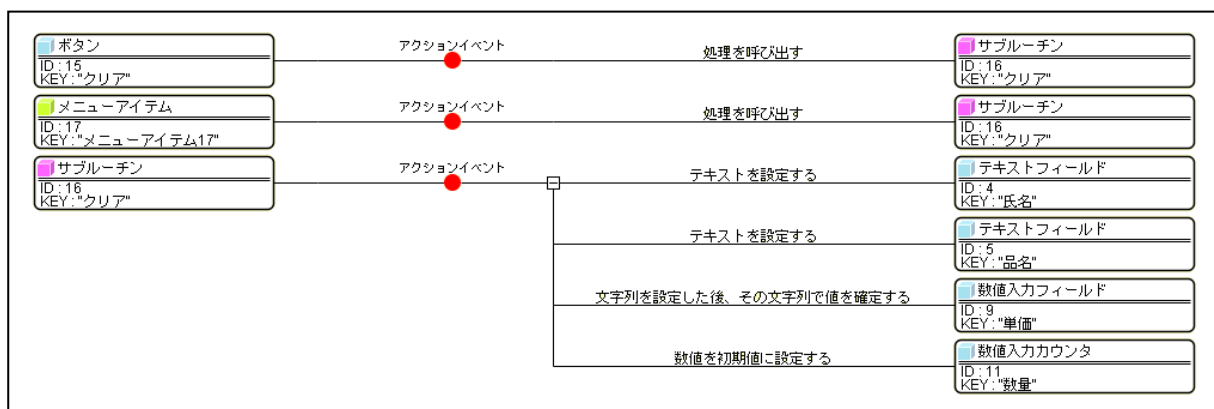 ボタン
ID : 15
KEY : "クリア"
アクションイベント
処理を呼び出す
サブルーチン
ID : 16
KEY : "クリア"
メニューアイテム
ID : 17
KEY : "メニューアイテム17"
アクションイベント
処理を呼び出す
サブルーチン
ID : 16
KEY : "クリア"
サブルーチン
ID : 16
KEY : "クリア"
アクションイベント
テキストを設定する
テキストフィールド
ID : 4
KEY : "氏名"
テキストを設定する
テキストフィールド
ID : 5
KEY : "品名"
文字列を設定した後、その文字列で値を確定する
数値入力フィールド
ID : 9
KEY : "単価"
数値を初期値に設定する
数値入力カウンタ
ID : 11
KEY : "数量"